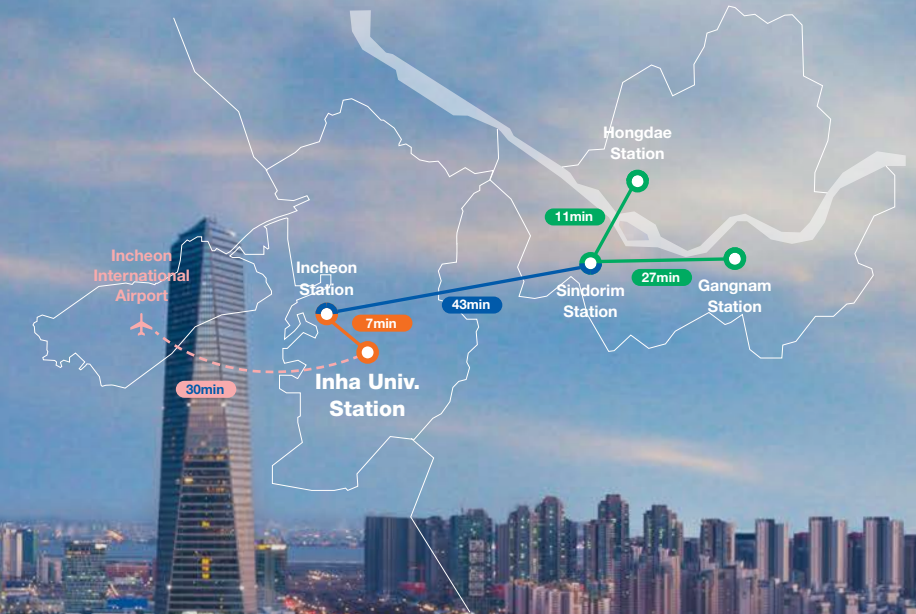 Hongdae
Station
11min
Incheon
International
Airport
Incheon
Station
43min
Sindorim
Station
27min
Gangnam
Station
7min
30min
Inha Univ.
Station